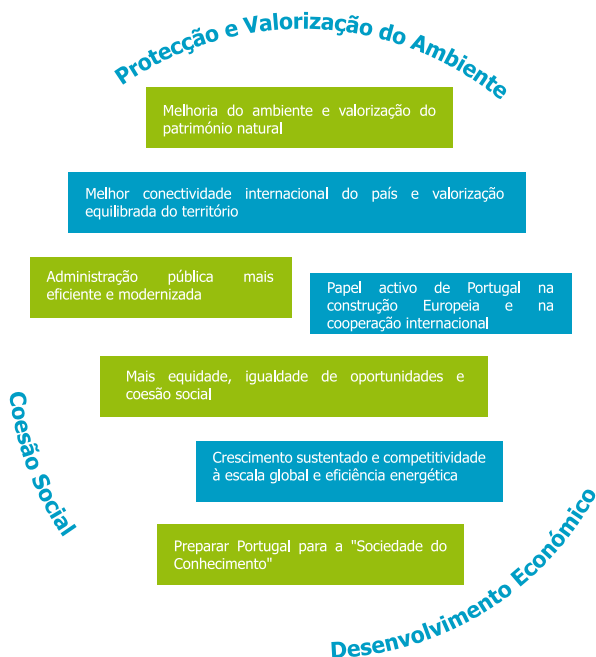 Protecção e Valorização do Ambiente
Melhoria do ambiente e valorização do
património natural
Melhor conectividade internacional do país e valorização
equilibrada do território
Administração pública mais
eficiente e modernizada
Papel activo de Portugal na
construção Europeia e na
cooperação internacional
Mais equidade, igualdade de oportunidades e
coesão social
Coesão Social
Crescimento sustentado e competitividade
à escala global e eficiência energética
Preparar Portugal para a "Sociedade do
Conhecimento"
Desenvolvimento Económico